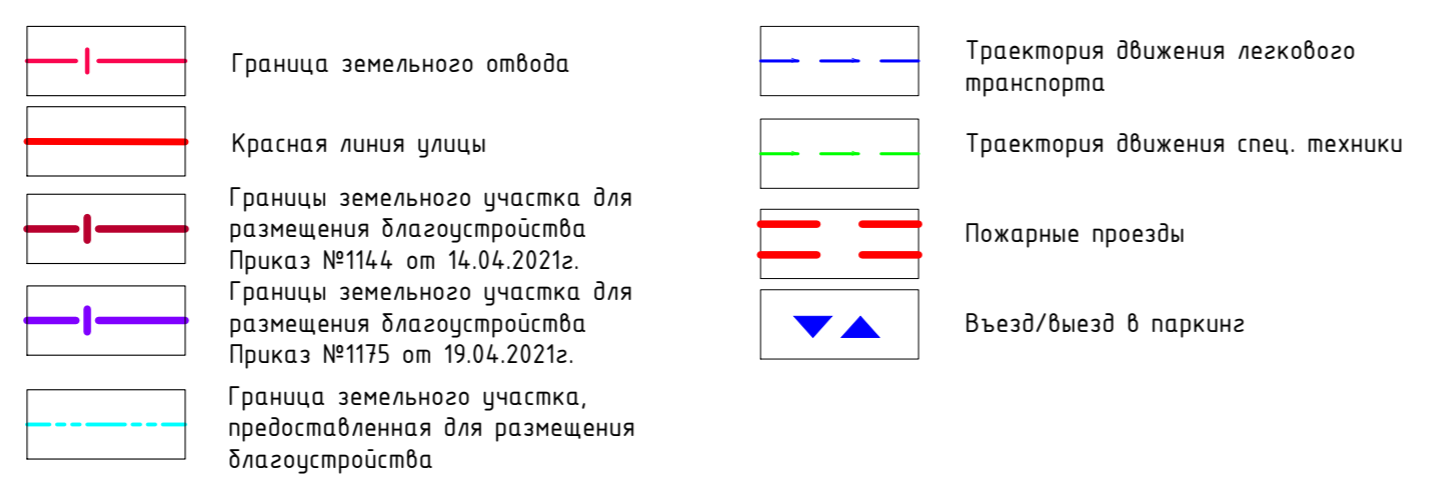 Граница земельного отвода
Красная линия улицы
Границы земельного участка для
размещения благоустройства
Приказ №1144 от 14.04.2021г.
Границы земельного участка для
размещения благоустройства
Приказ №1175 от 19.04.2021г.
Граница земельного участка,
предоставленная для размещения
благоустройства
Траектория движения легкового
транспорта
Траектория движения спец. техники
Пожарные проезды
Въезд/выезд в паркинг